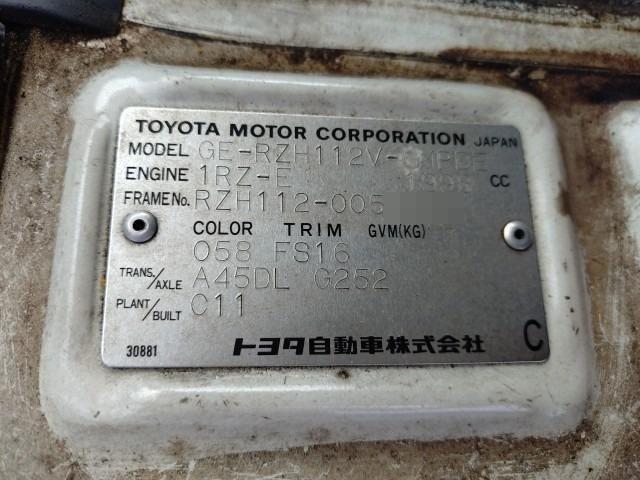 TOYOTA MOTOR CORPORATION JAPAN
MODEL GE-RZH112V-
ENGINE 1RZ-E 1998 CC
FRAME No. RZH112-005
COLOR TRIM GVM(KG)
058 FS16
TRANS./AXLE A45DL G252
PLANT/BUILT C11
30881 トヨタ自動車株式会社 C